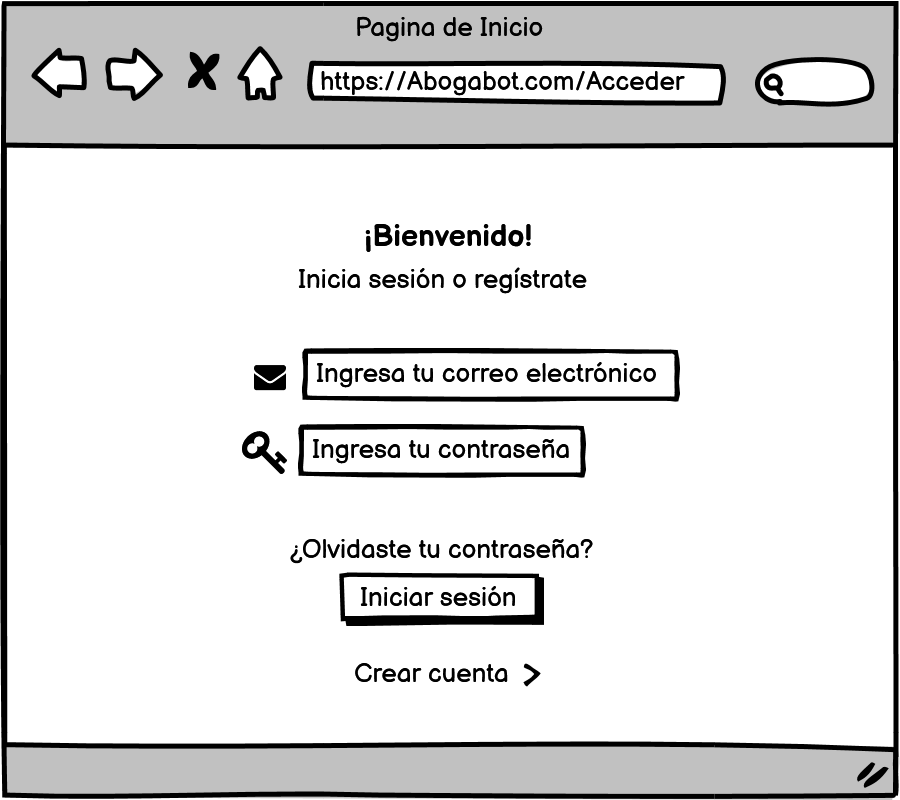 Pagina de Inicio
https://Abogabot.com/Acceder
¡Bienvenido!
Inicia sesión o regístrate
Ingresa tu correo electrónico
Ingresa tu contraseña
¿Olvidaste tu contraseña?
Iniciar sesión
Crear cuenta